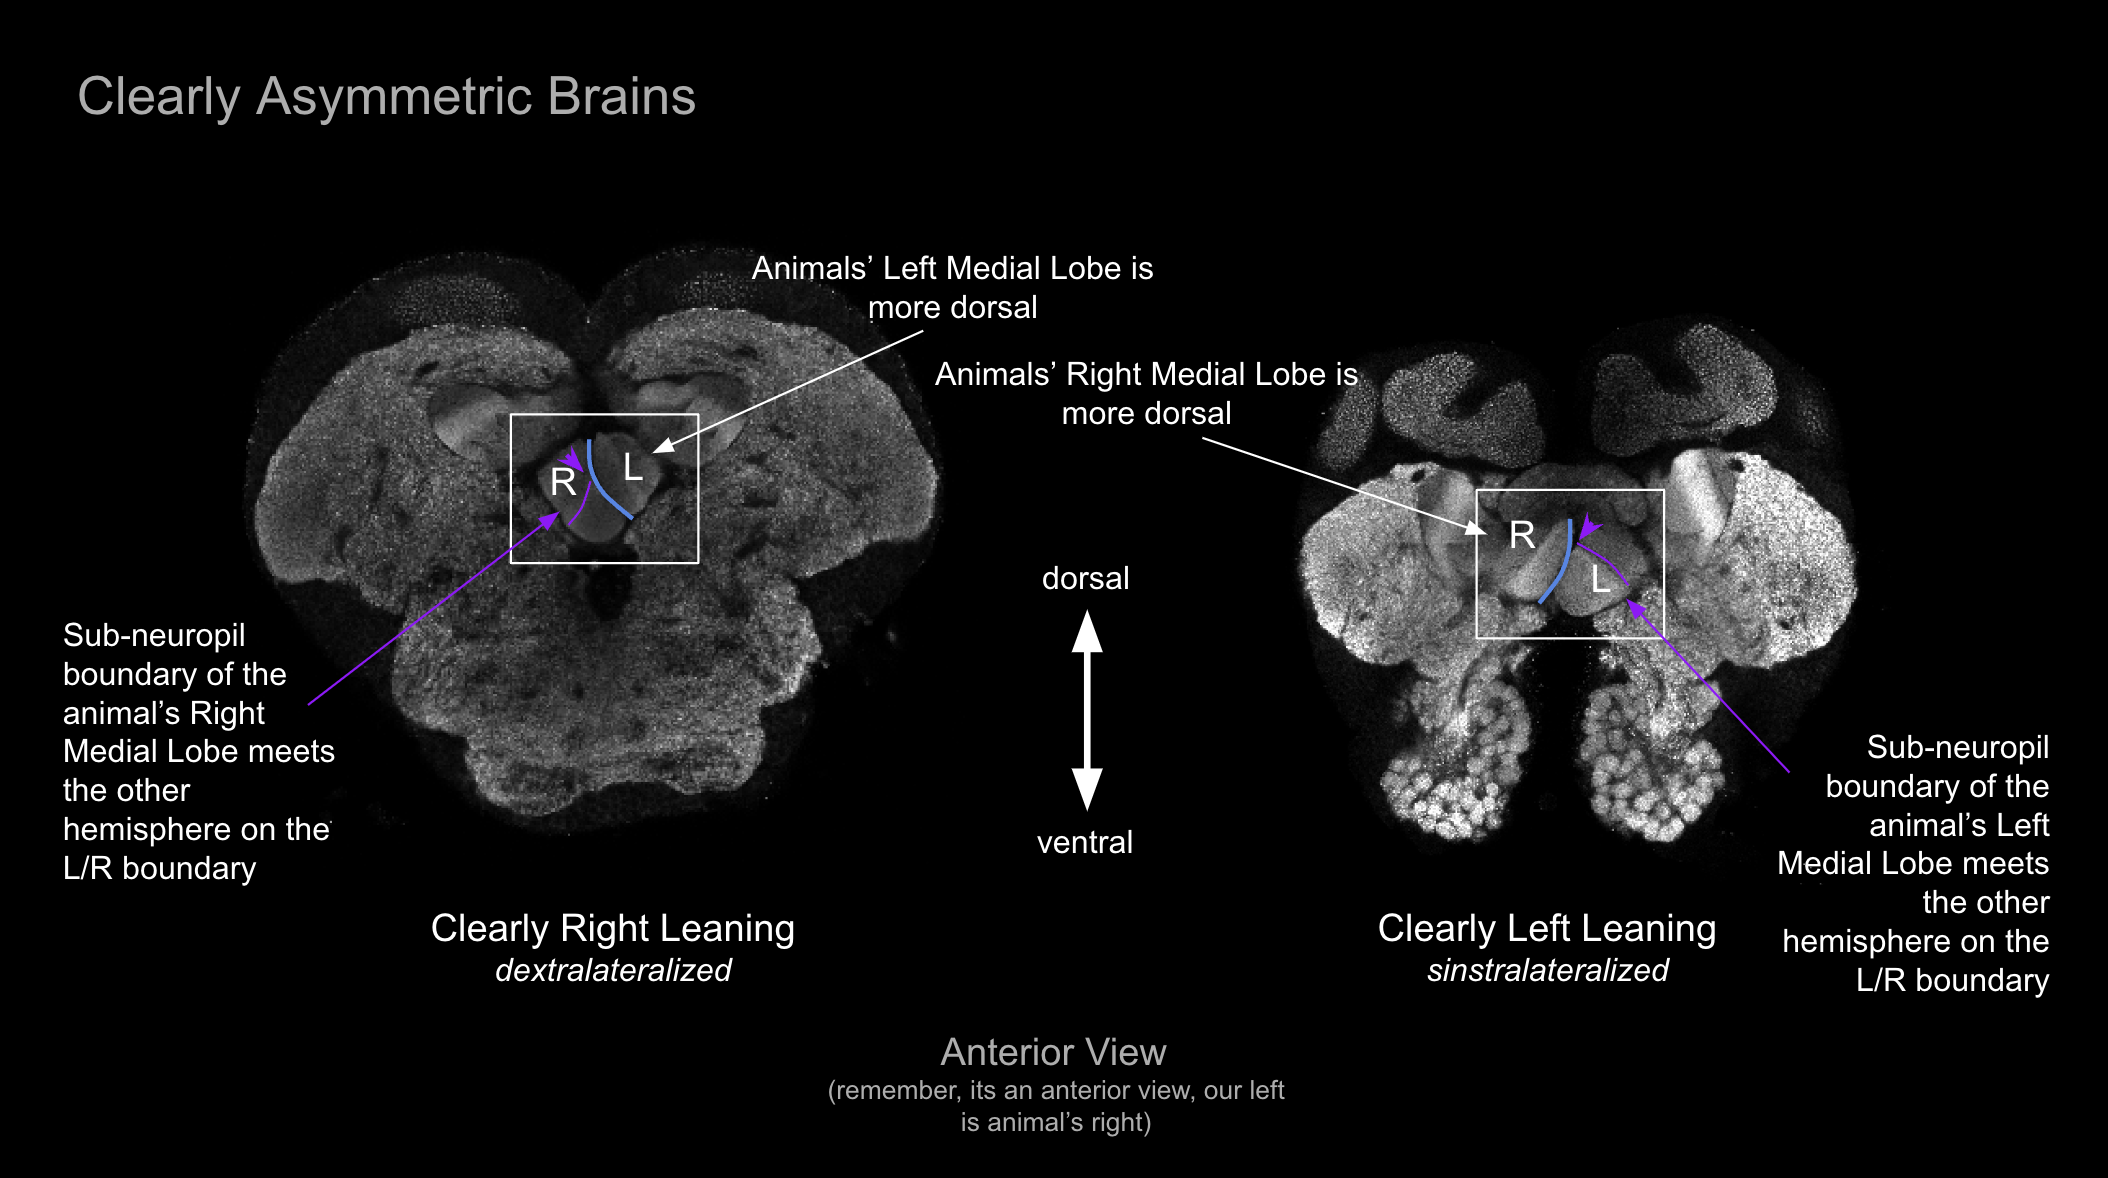 Clearly Asymmetric Brains
Animals’ Left Medial Lobe is
more dorsal
Animals’ Right Medial Lobe is
more dorsal
R
L
R
L
dorsal
ventral
Sub-neuropil
boundary of the
animal’s Right
Medial Lobe meets
the other
hemisphere on the
L/R boundary
Sub-neuropil
boundary of the
animal’s Left
Medial Lobe meets
the other
hemisphere on the
L/R boundary
Clearly Right Leaning
dextralateralized
Clearly Left Leaning
sinstralateralized
Anterior View
(remember, its an anterior view, our left
is animal’s right)